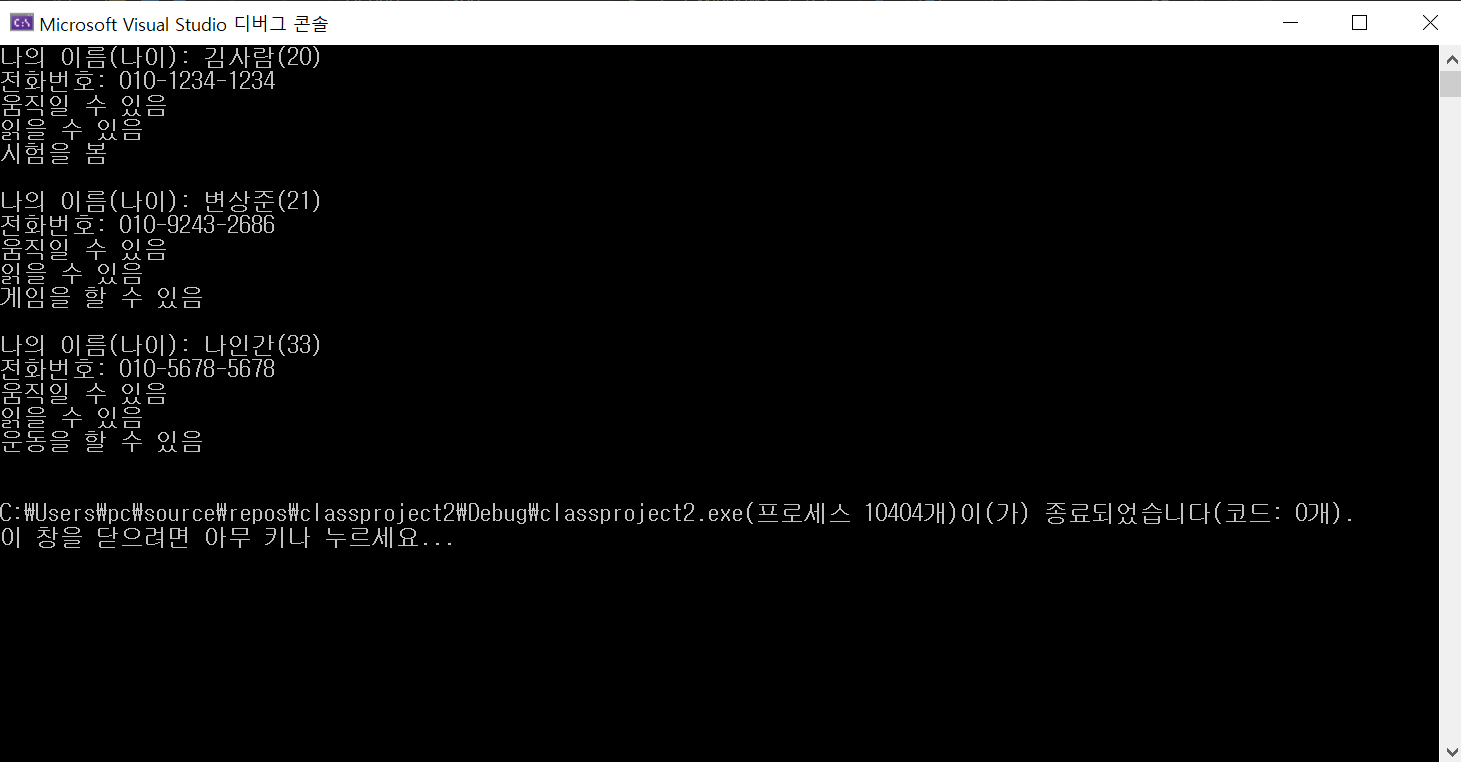 Microsoft Visual Studio 디버그 콘솔
나의 이름(나이): 김사람(20)
전화번호: 010-1234-1234
움직일 수 있음
읽을 수 있음
시험을 봄
나의 이름(나이): 변상준(21)
전화번호: 010-9243-2686
움직일 수 있음
읽을 수 있음
게임을 할 수 있음
나의 이름(나이): 나인간(33)
전화번호: 010-5678-5678
움직일 수 있음
읽을 수 있음
운동을 할 수 있음
C:₩Users₩pc₩source₩repos₩classproject2₩Debug₩classproject2.exe(프로세스 10404개)이(가) 종료되었습니다(코드: 0개).
이 창을 닫으려면 아무 키나 누르세요...